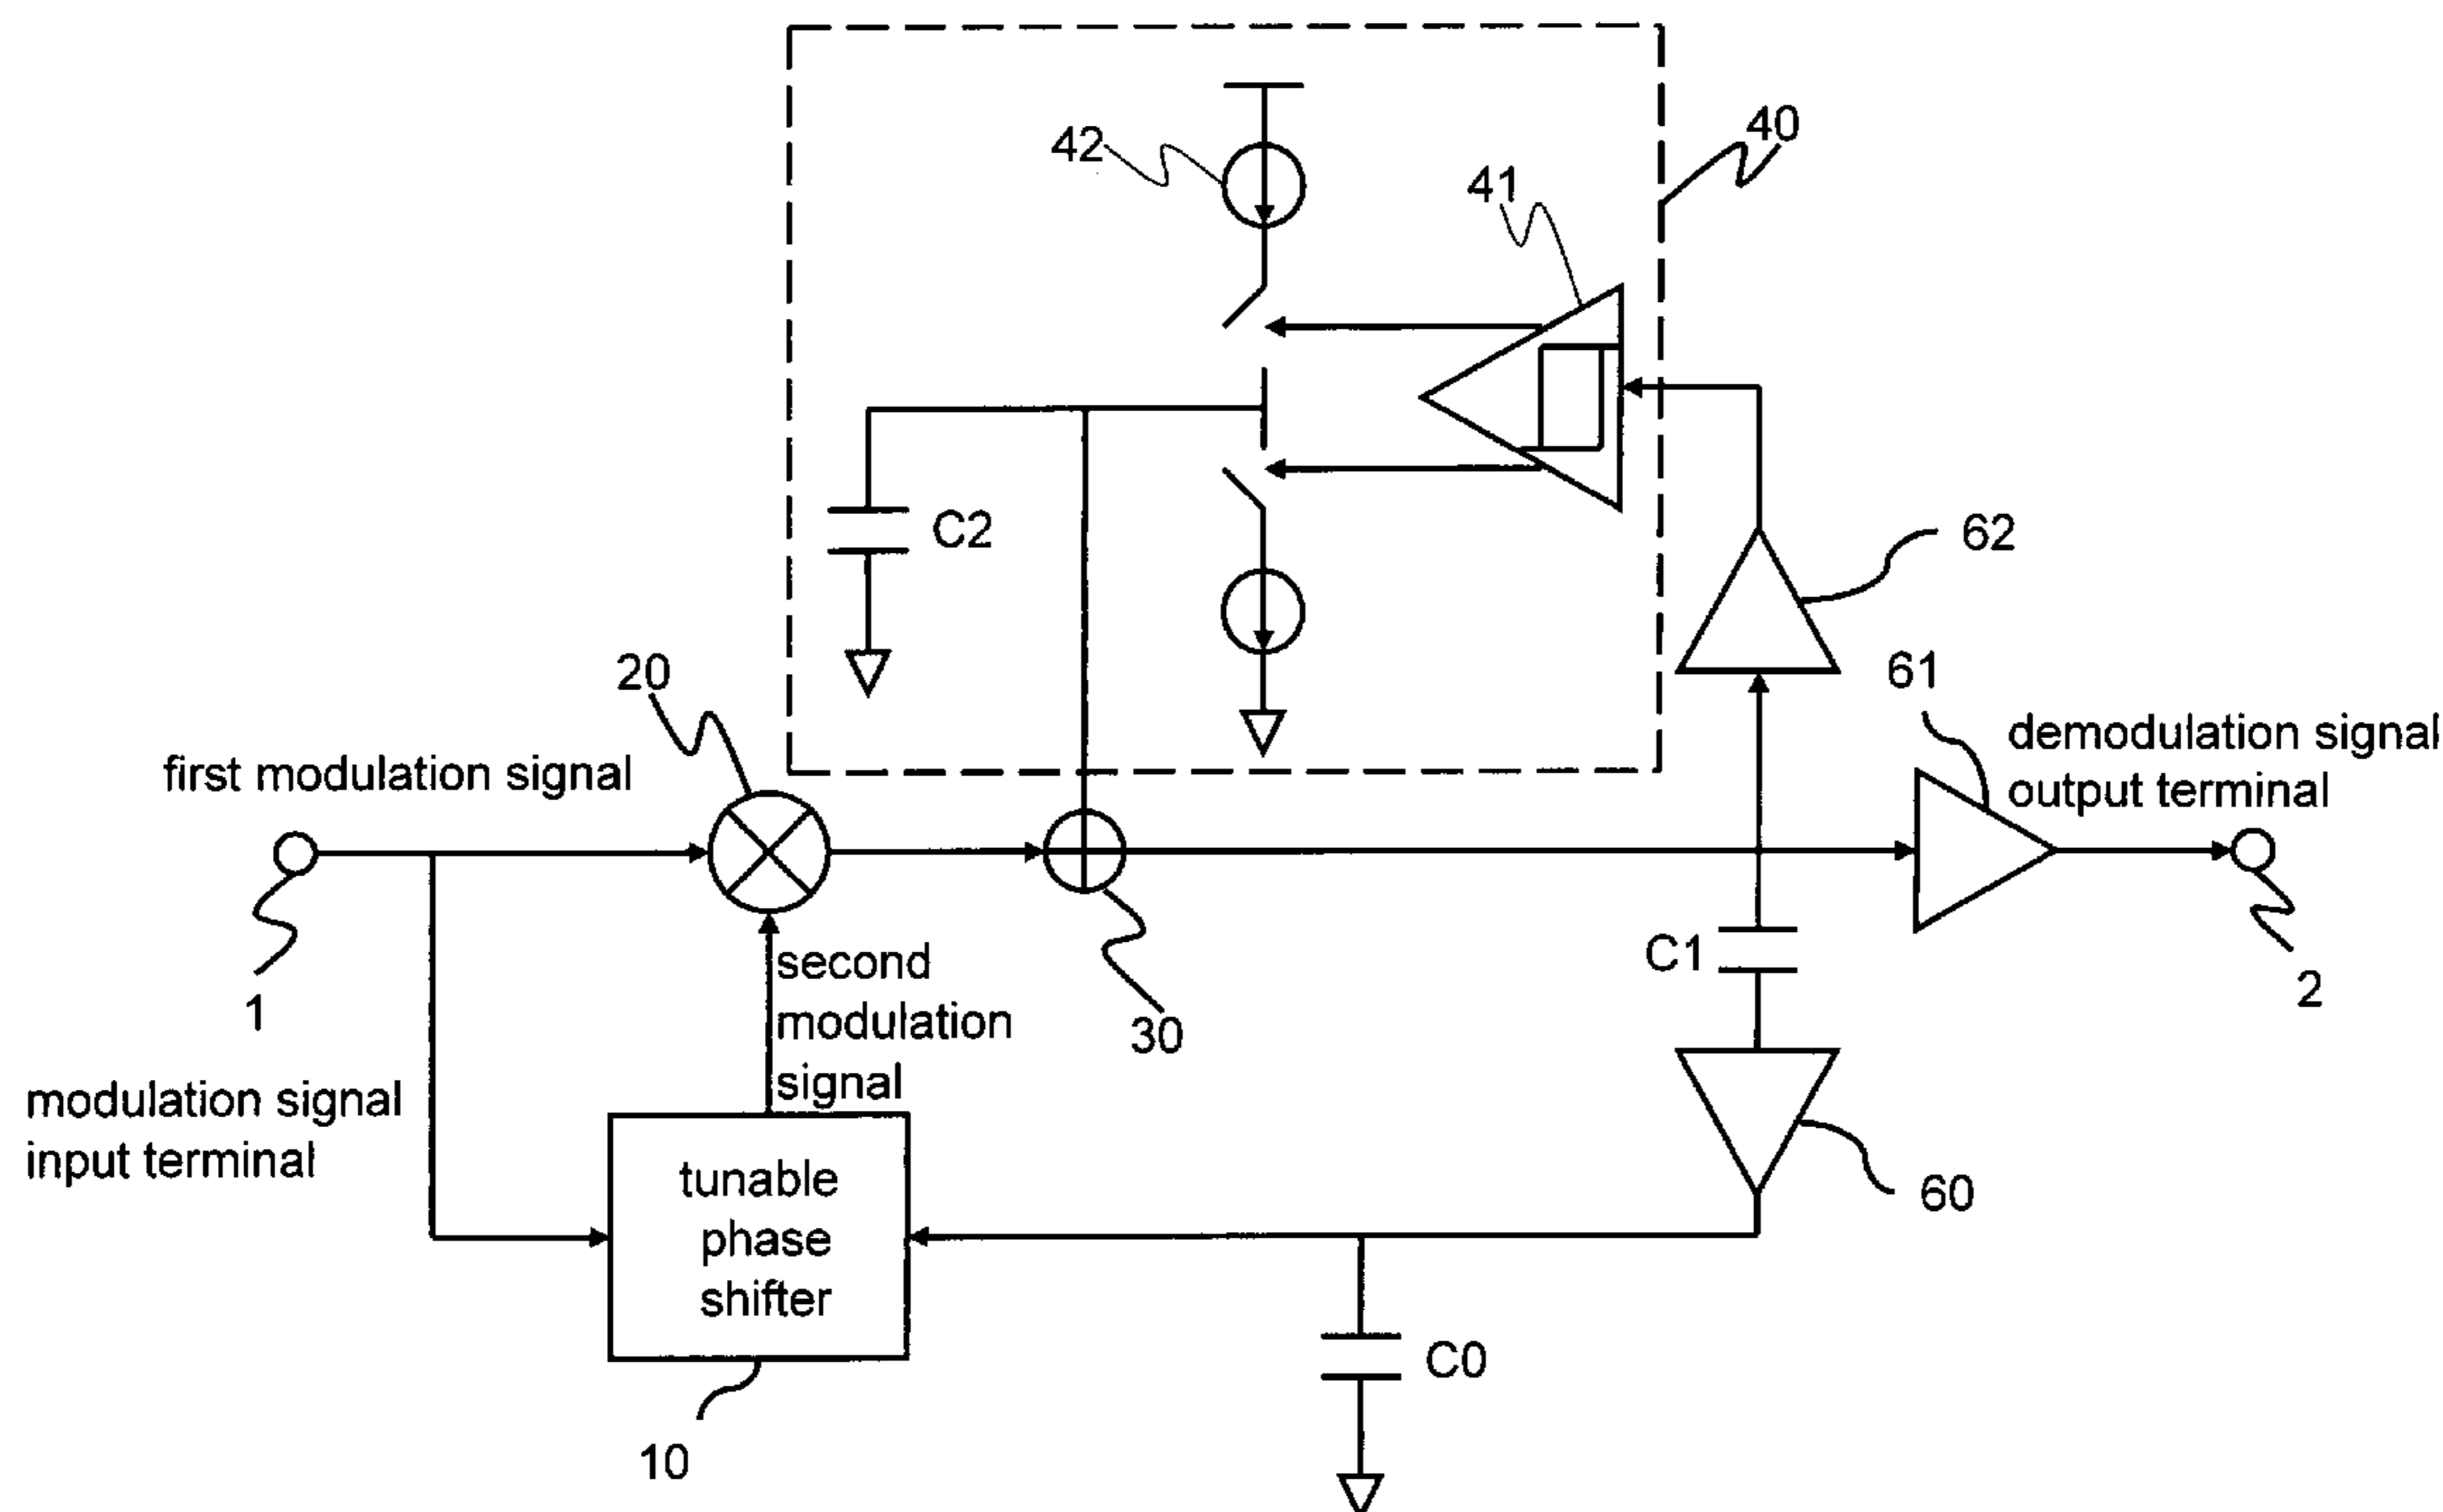 40
42
41
C2
62
20
61
demodulation signal
output terminal
first modulation signal
C1
second
modulation
signal
1
2
30
modulation signal
input terminal
tunable
phase
shifter
60
C0
10